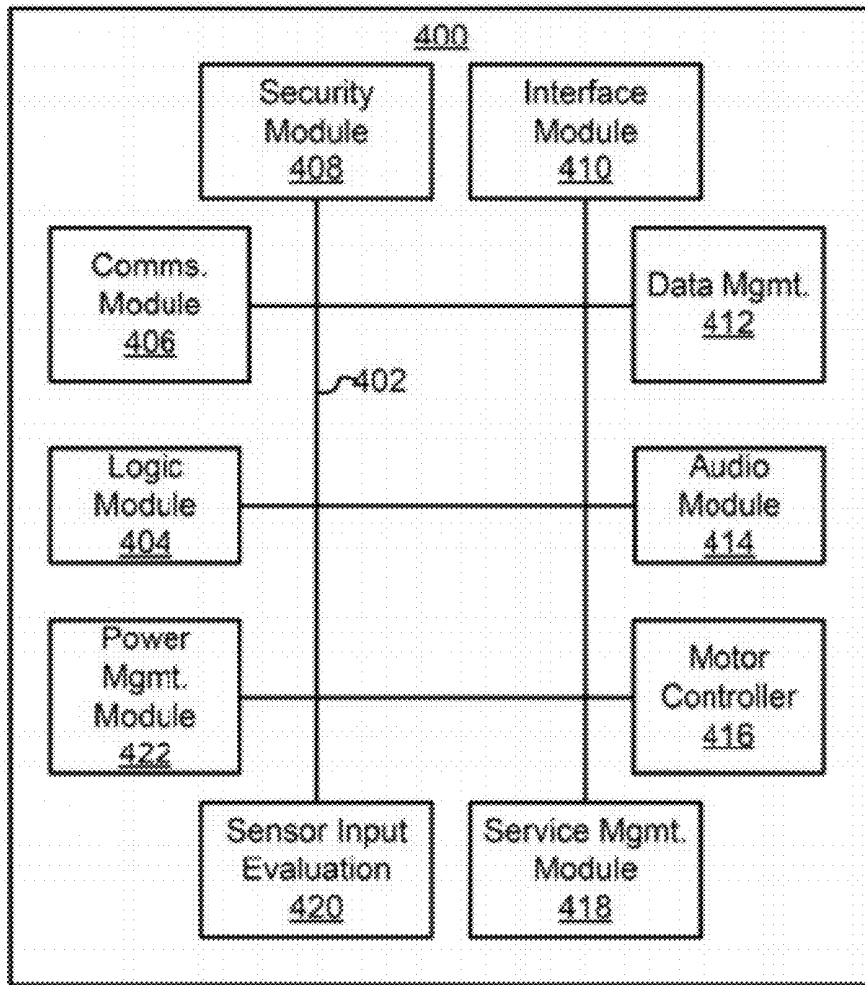 400
Security
Module
408
Interface
Module
410
Comms.
Module
406
Data Mgmt.
412
402
Logic
Module
404
Audio
Module
414
Power
Mgmt.
Module
422
Motor
Controller
416
Sensor Input
Evaluation
420
Service Mgmt.
Module
418